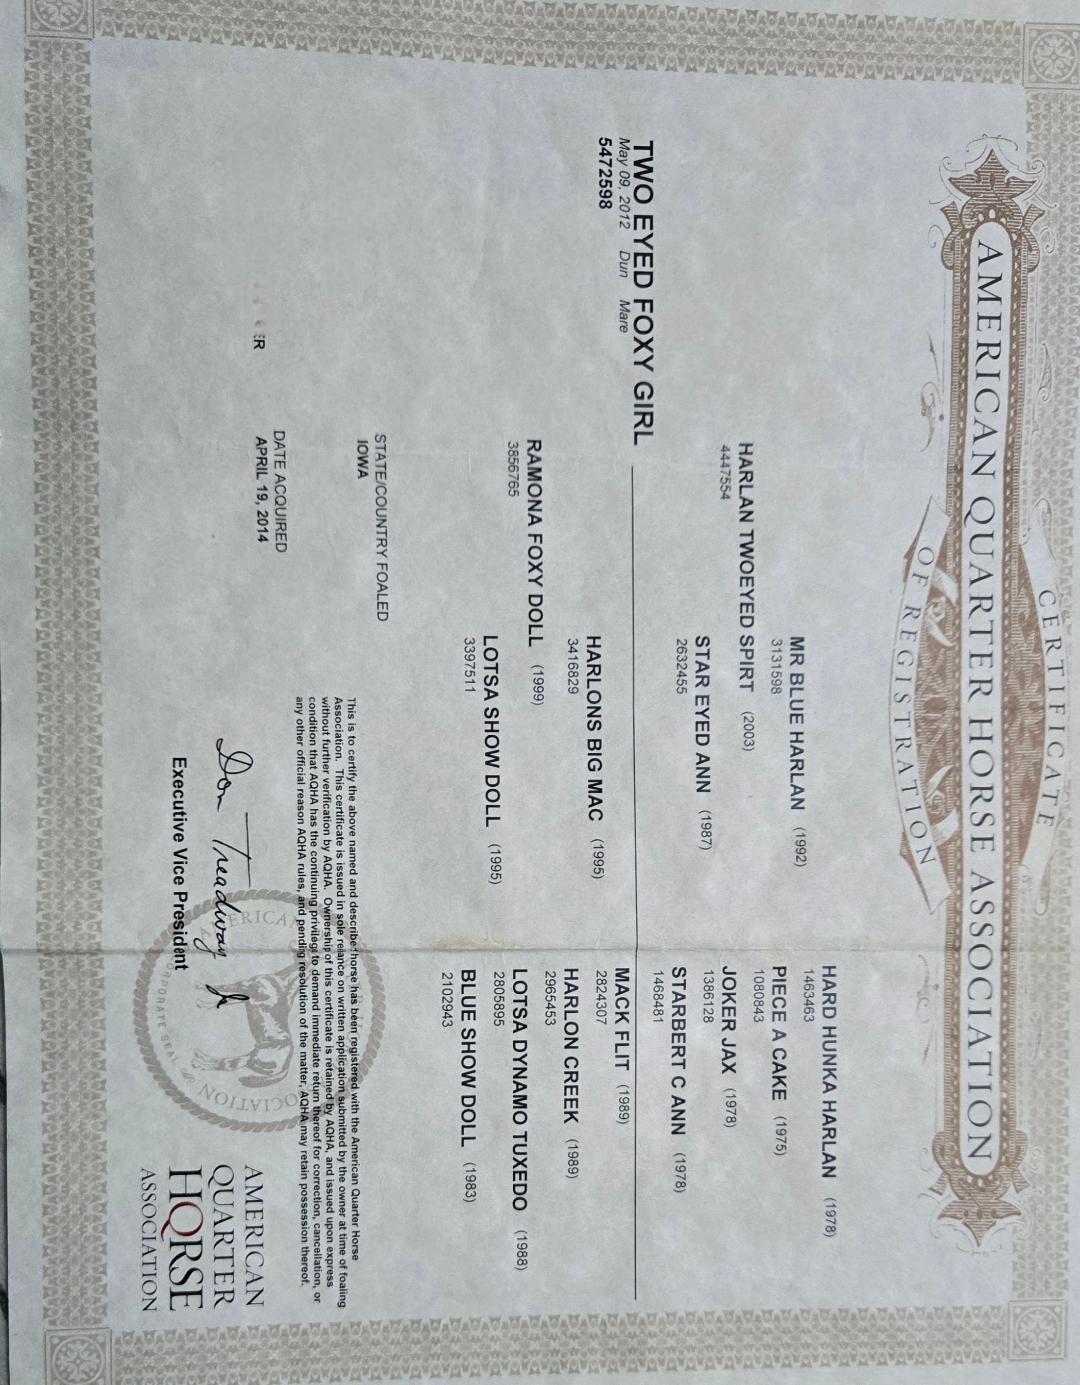 CERTIFICATE
AMERICAN QUARTER HORSE ASSOCIATION
OF REGISTRATION
HARD HUNKA HARLAN (1978)
1463463
MR BLUE HARLAN (1992)
3131598
PIECE A CAKE (1975)
1080843
HARLAN TWOEYED SPIRT (2003)
4447554
JOKER JAX (1978)
1386128
STAR EYED ANN (1987)
2632455
STARBERT C ANN (1978)
1468481
TWO EYED FOXY GIRL
May 09, 2012 Dun Mare
5472598
MACK FLIT (1989)
2824307
HARLONS BIG MAC (1995)
3416829
HARLON CREEK (1989)
2965453
RAMONA FOXY DOLL (1999)
3856765
LOTSA DYNAMO TUXEDO (1988)
2805895
LOTSA SHOW DOLL (1995)
3397511
BLUE SHOW DOLL (1983)
2102943
STATE/COUNTRY FOALED
IOWA
This is to certify the above named and describe horse has been registered with the American Quarter Horse
Association. This certificate is issued in sole reliance on written application submitted by the owner at time of foaling
without further verification by AQHA. Ownership of this certificate is retained by AQHA, and issued upon express
condition that AQHA has the continuing privilege to demand immediate return thereof for correction, cancellation, or
any other official reason AQHA rules, and pending resolution of the matter, AQHA may retain possession thereof.
DATE ACQUIRED
ER APRIL 19, 2014
Don Treadway Jr
Executive Vice President
AMERICAN
QUARTER
HORSE
ASSOCIATION